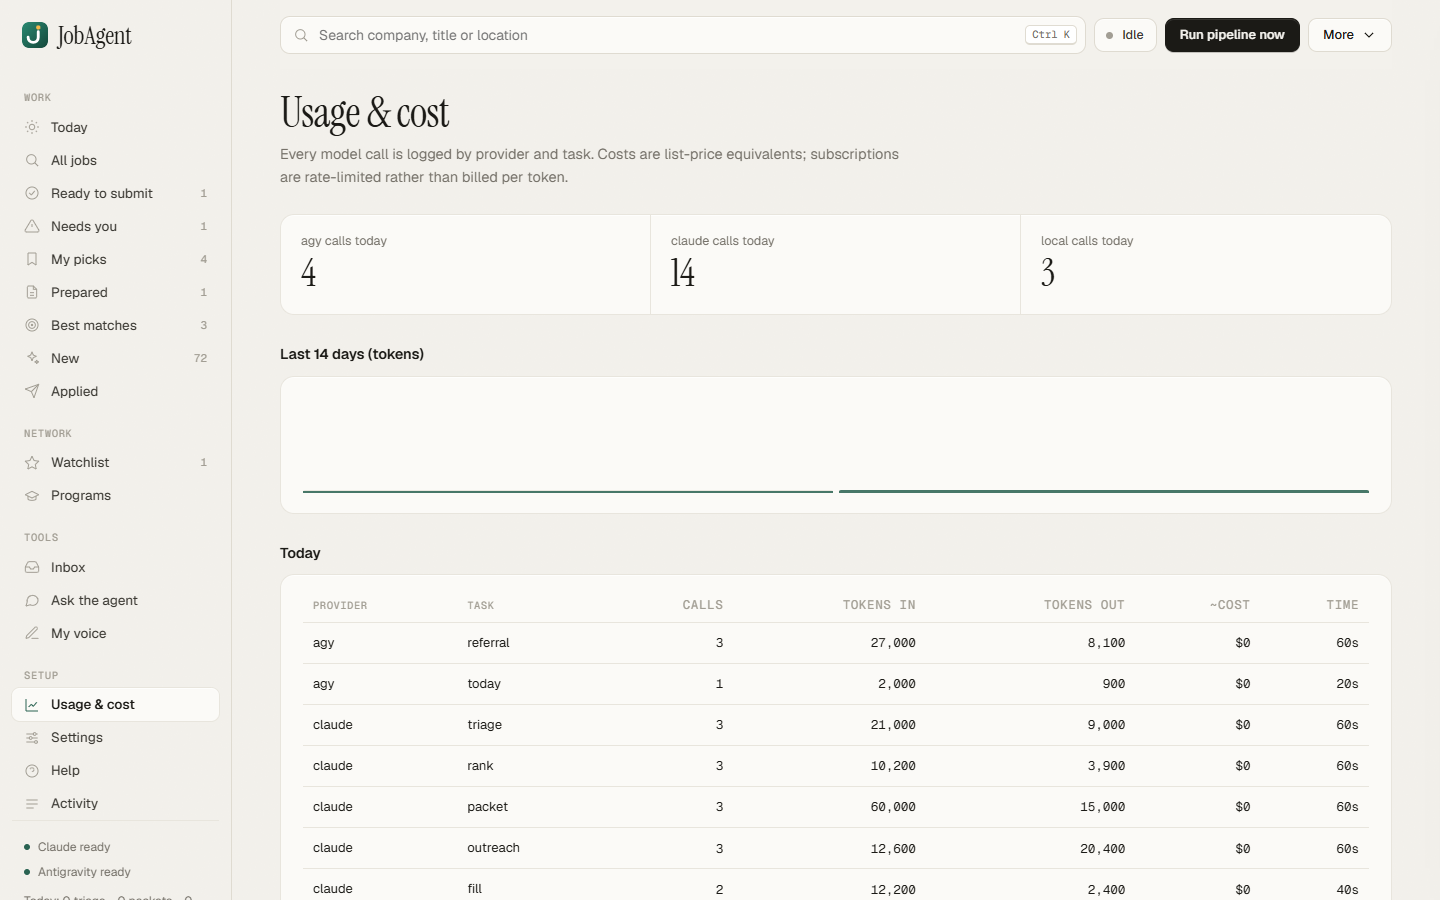 JobAgent
Search company, title or location
Ctrl K
Idle
Run pipeline now
More
WORK
Today
All jobs
Ready to submit 1
Needs you 1
My picks 4
Prepared 1
Best matches 3
New 72
Applied
NETWORK
Watchlist 1
Programs
TOOLS
Inbox
Ask the agent
My voice
SETUP
Usage & cost
Settings
Help
Activity
Claude ready
Antigravity ready
Usage & cost
Every model call is logged by provider and task. Costs are list-price equivalents; subscriptions
are rate-limited rather than billed per token.
agy calls today
4
claude calls today
14
local calls today
3
Last 14 days (tokens)
Today
PROVIDER TASK CALLS TOKENS IN TOKENS OUT ~COST TIME
agy referral 3 27,000 8,100 $0 60s
agy today 1 2,000 900 $0 20s
claude triage 3 21,000 9,000 $0 60s
claude rank 3 10,200 3,900 $0 60s
claude packet 3 60,000 15,000 $0 60s
claude outreach 3 12,600 20,400 $0 60s
claude fill 2 12,200 2,400 $0 40s